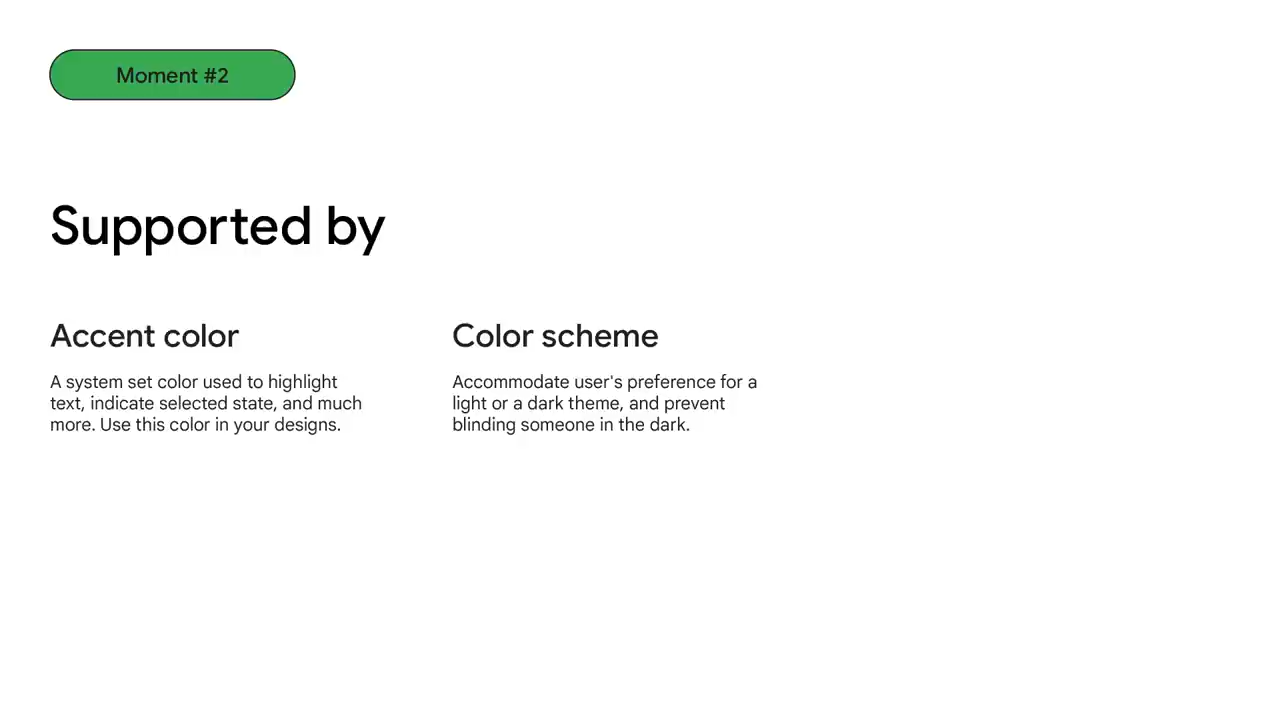 Moment #2
Supported by
Accent color
A system set color used to highlight
text, indicate selected state, and much
more. Use this color in your designs.
Color scheme
Accommodate user's preference for a
light or a dark theme, and prevent
blinding someone in the dark.